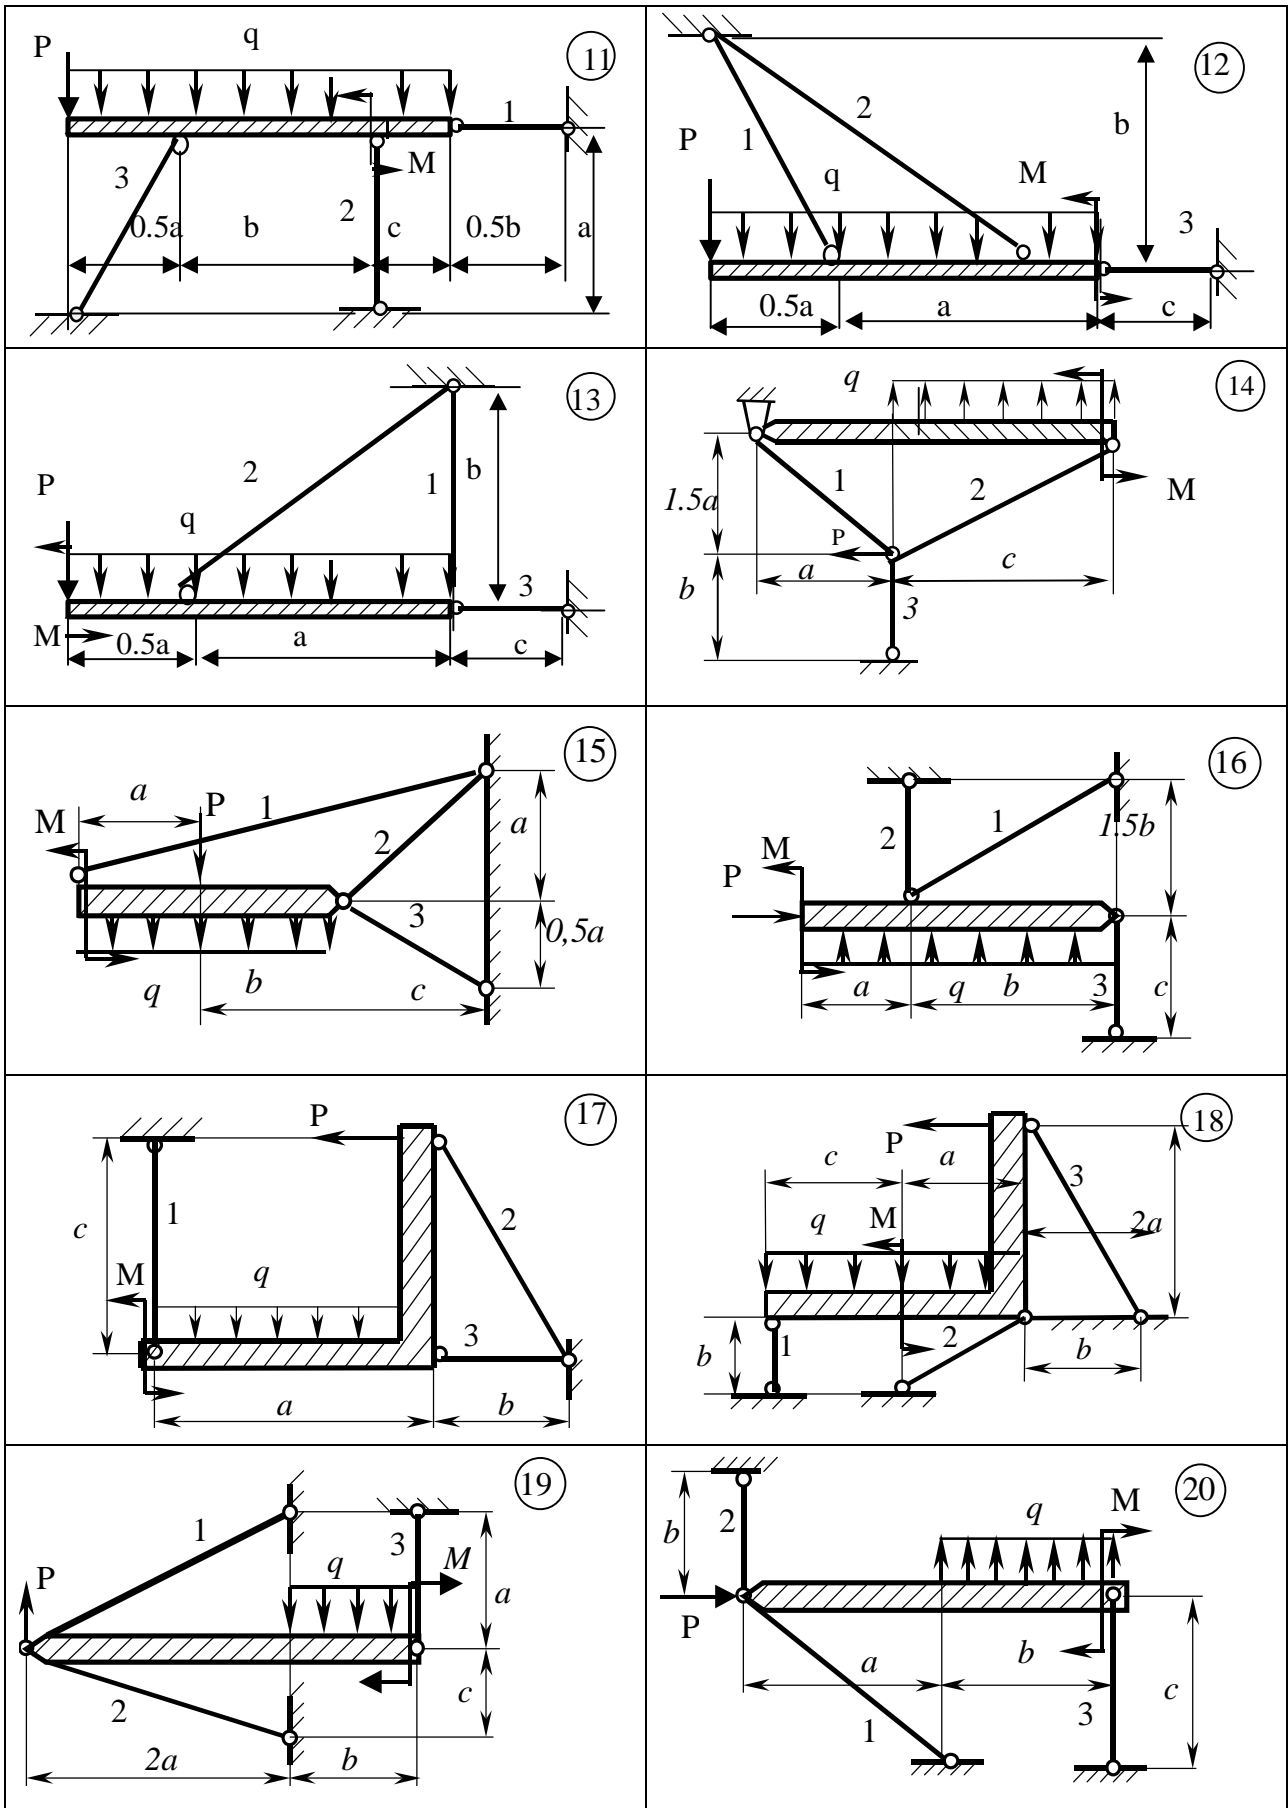 P q 11
1
3 M
2
0.5a b c 0.5b a
12
2
b
P 1
q M
3
0.5a a c
13
2 b
P 1
q
3
M 0.5a a c
q 14
1 2
1.5a M
P
a c
b 3
15
a P
M 1 a
2
3 0,5a
q b c
16
1
2 1.5b
M
P
a q b 3 c
P 17
c 1 2
M q
3
a b
18
P
c a 3
q M 2a
b 1 2 b
19
1 3
P q M a
2 c
2a b
20
b 2 q M
P
a b c
1 3